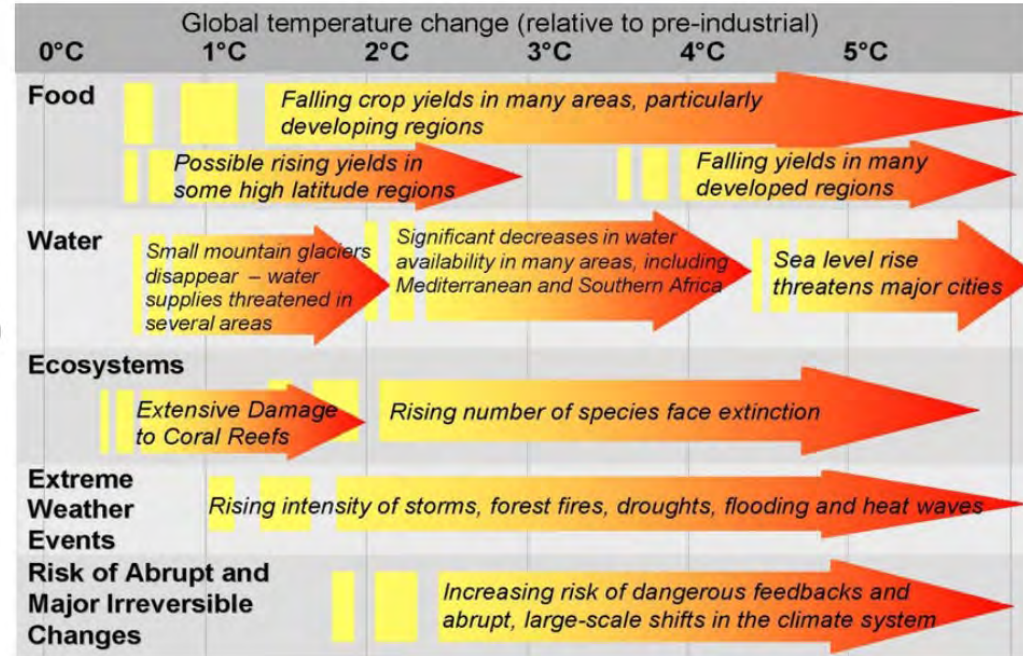 Global temperature change (relative to pre-industrial)
0°C 1°C 2°C 3°C 4°C 5°C
Food
Falling crop yields in many areas, particularly
developing regions
Possible rising yields in
some high latitude regions
Falling yields in many
developed regions
Water
Small mountain glaciers
disappear – water
supplies threatened in
several areas
Significant decreases in water
availability in many areas, including
Mediterranean and Southern Africa
Sea level rise
threatens major cities
Ecosystems
Extensive Damage
to Coral Reefs
Rising number of species face extinction
Extreme
Weather
Events
Rising intensity of storms, forest fires, droughts, flooding and heat waves
Risk of Abrupt and
Major Irreversible
Changes
Increasing risk of dangerous feedbacks and
abrupt, large-scale shifts in the climate system